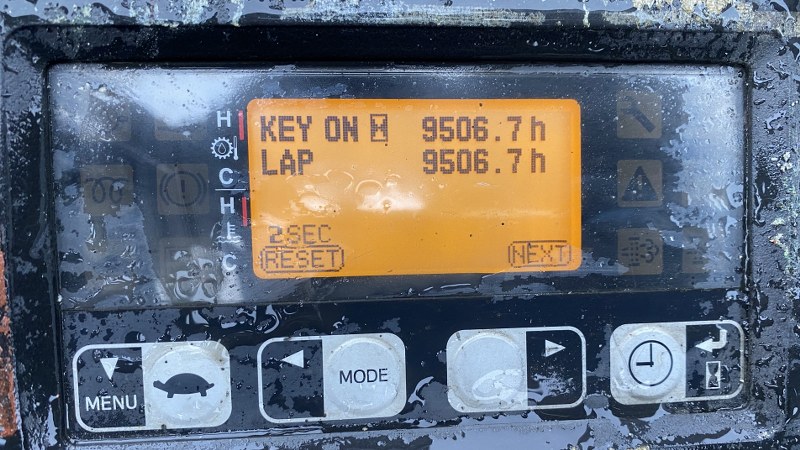 H
KEY ON 9506.7h
LAP 9506.7h
C
H
2SEC
RESET NEXT
C
MENU MODE